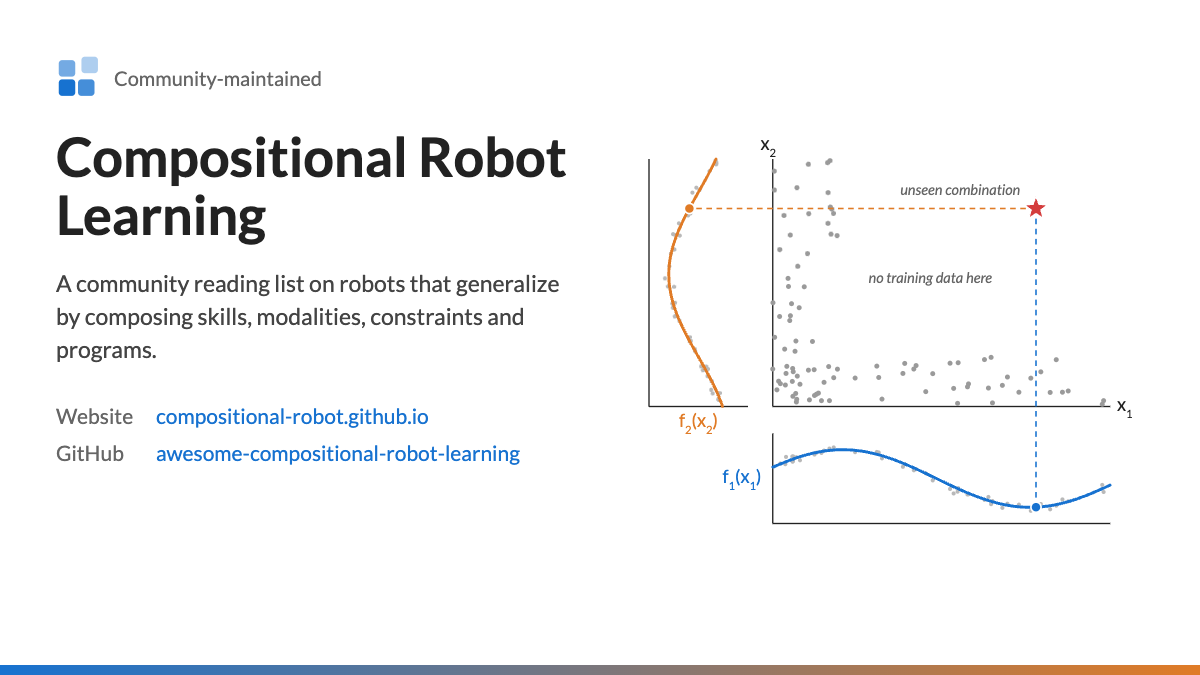 Community-maintained
Compositional Robot
Learning
A community reading list on robots that generalize
by composing skills, modalities, constraints and
programs.
Website compositional-robot.github.io
GitHub awesome-compositional-robot-learning
x₂
unseen combination
no training data here
x₁
f₂(x₂)
f₁(x₁)